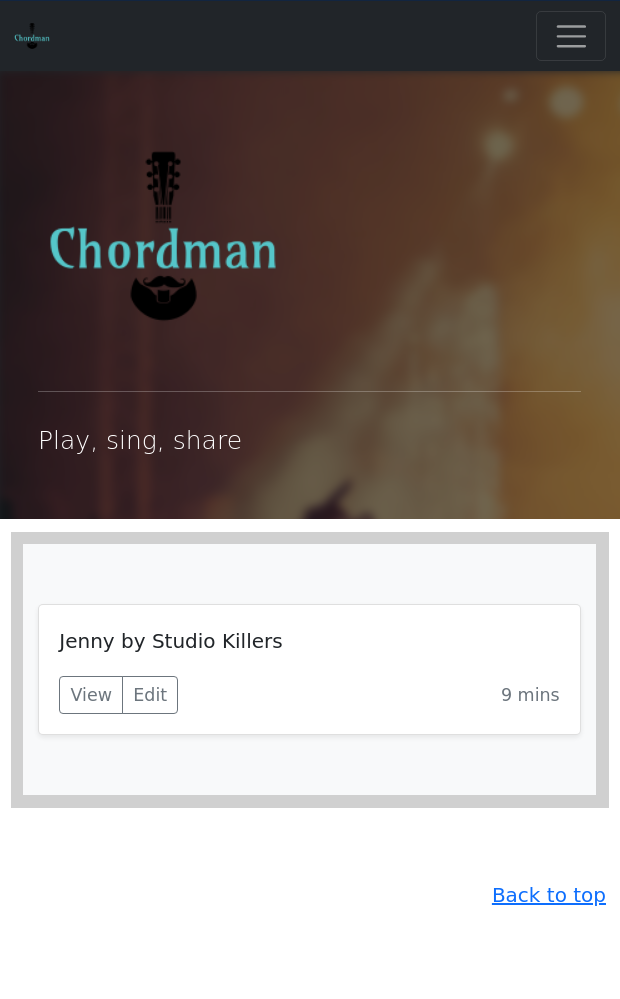 Chordman
Chordman
Play, sing, share
Jenny by Studio Killers
View Edit 9 mins
Back to top